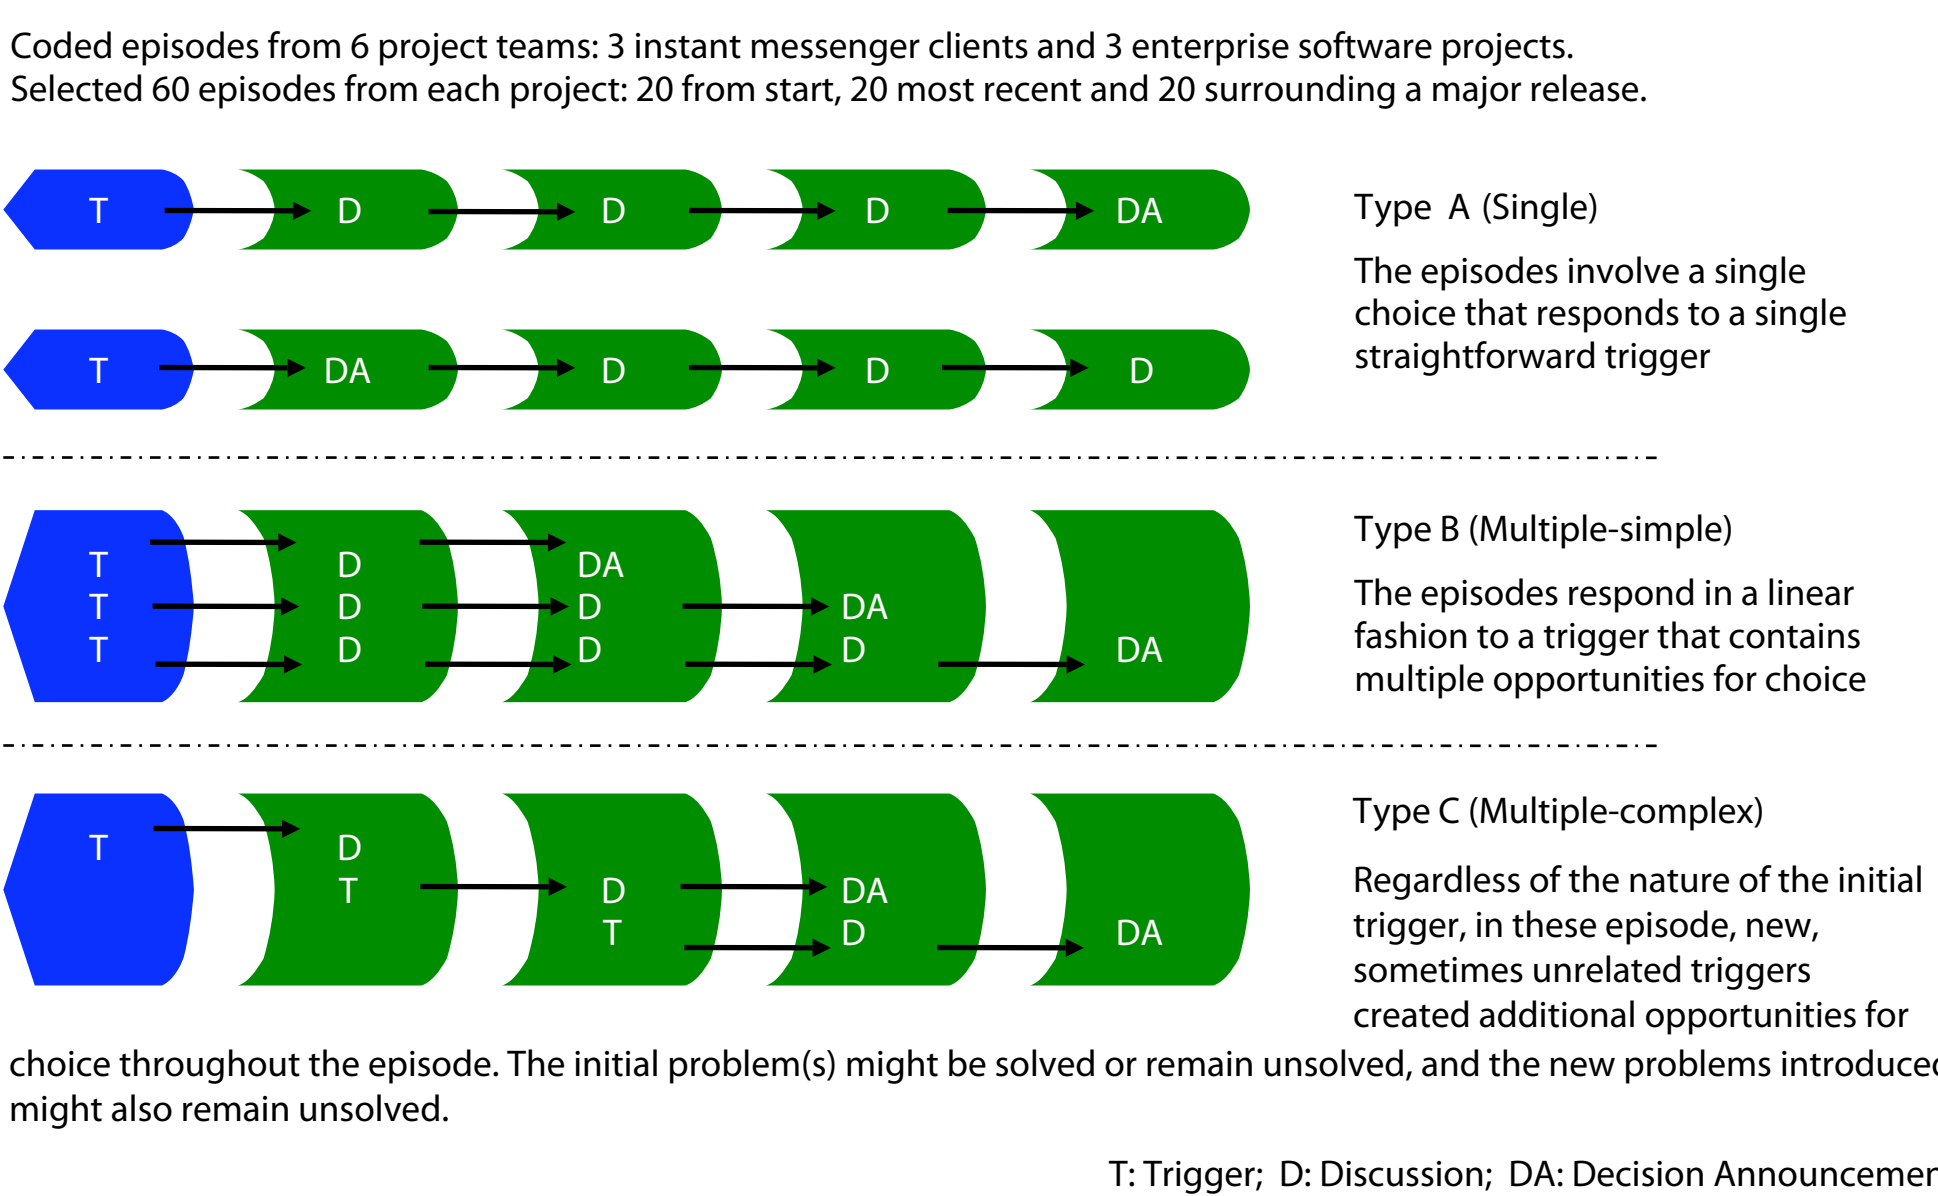 Coded episodes from 6 project teams: 3 instant messenger clients and 3 enterprise software projects.
Selected 60 episodes from each project: 20 from start, 20 most recent and 20 surrounding a major release.
T D D D DA
Type A (Single)
The episodes involve a single
choice that responds to a single
straightforward trigger
T DA D D D
T D DA
T D D DA
T D D D DA
Type B (Multiple-simple)
The episodes respond in a linear
fashion to a trigger that contains
multiple opportunities for choice
T D
T D DA
T D DA
Type C (Multiple-complex)
Regardless of the nature of the initial
trigger, in these episode, new,
sometimes unrelated triggers
created additional opportunities for
choice throughout the episode. The initial problem(s) might be solved or remain unsolved, and the new problems introduced
might also remain unsolved.
T: Trigger; D: Discussion; DA: Decision Announcemen